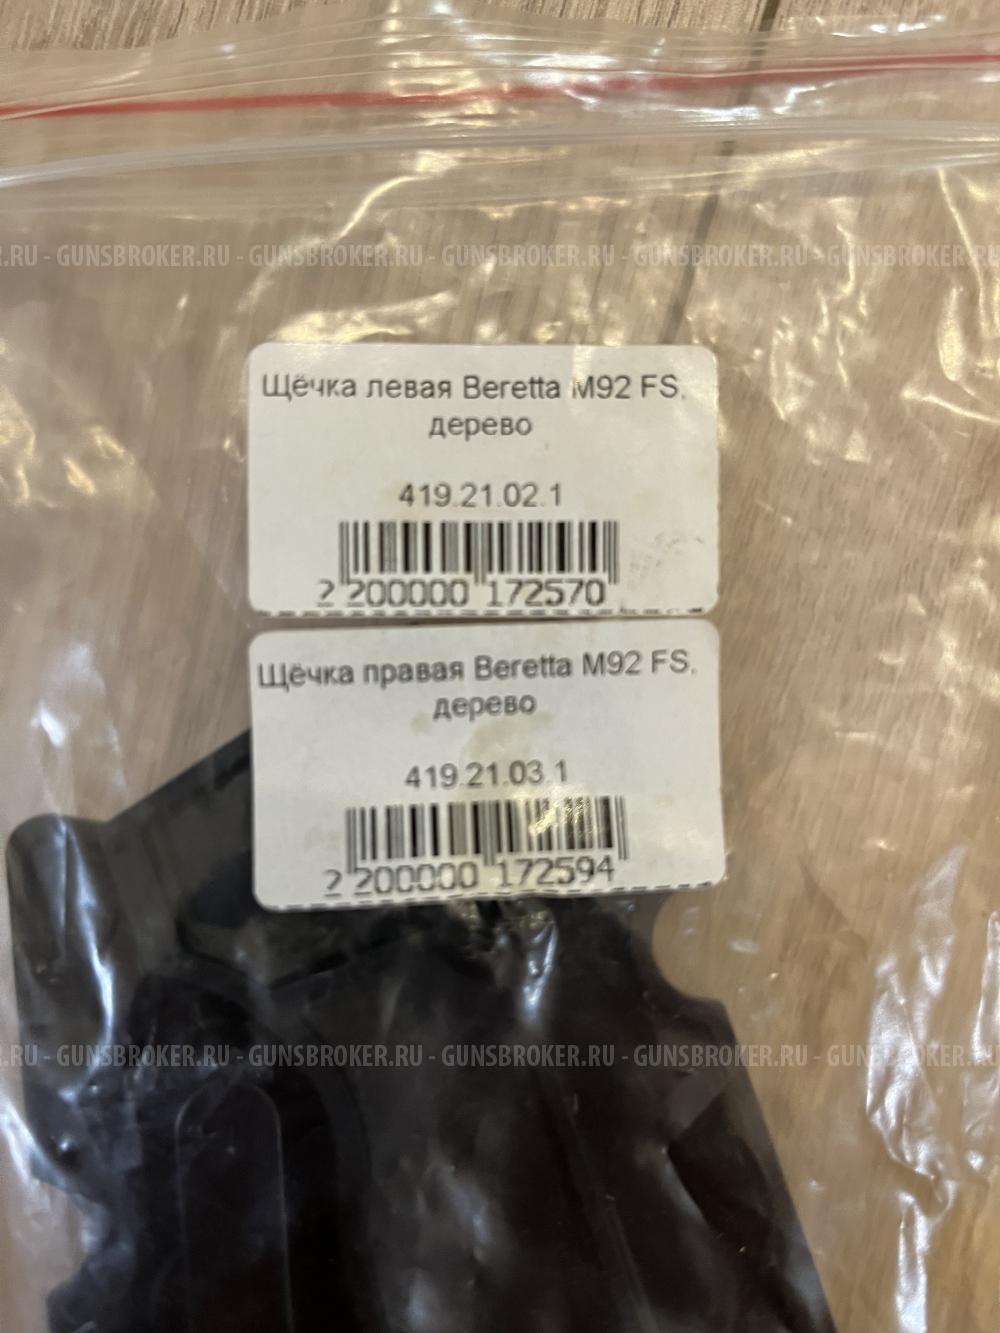 .RU - GUNSBROKER.RU - GUNSBROKER.RU - GUNSBROKER.RU - GUNSBROKER.RU - GUNSBROKER
Щёчка левая Beretta M92 FS,
дерево
419.21.02.1
2 200000 172570
Щёчка правая Beretta M92 FS,
дерево
419.21.03.1
2 200000 172594
.RU - GUNSBROKER.RU - GUNSBROKER.RU - GUNSBROKER.RU - GUNSBROKER.RU - GUNSBROKER